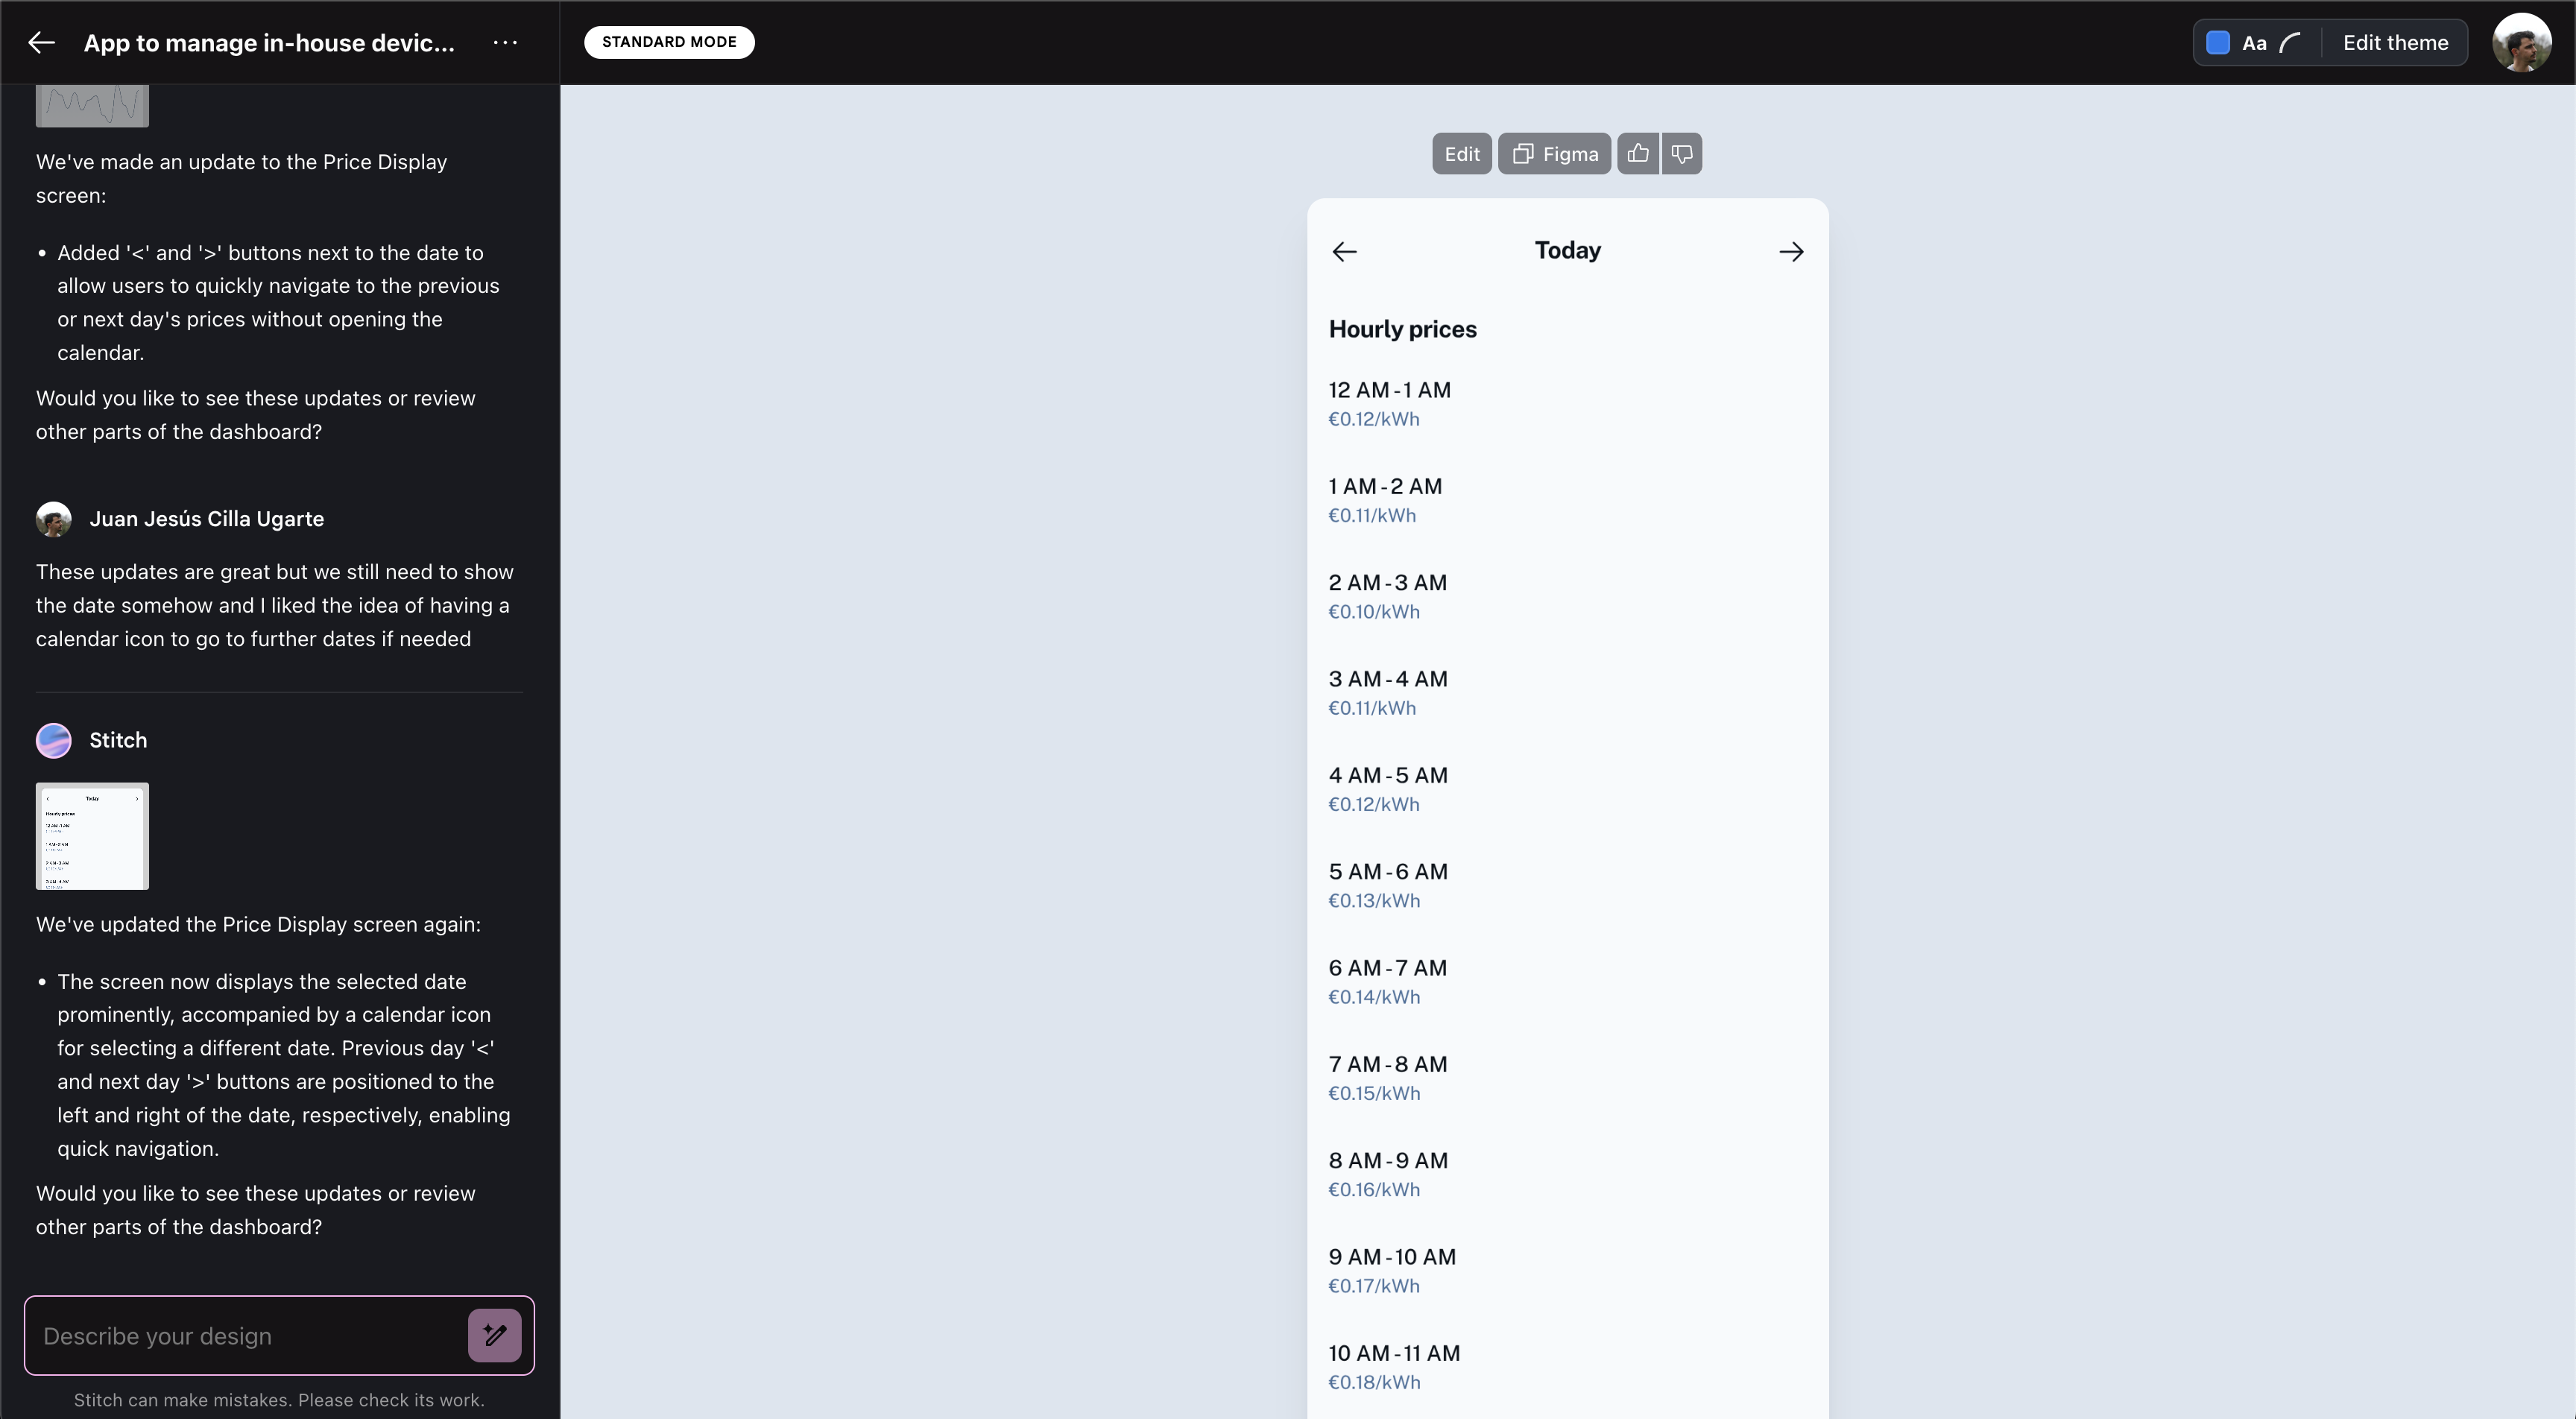 App to manage in-house devic...
STANDARD MODE
Aa
Edit theme
We've made an update to the Price Display
screen:
• Added '<' and '>' buttons next to the date to
allow users to quickly navigate to the previous
or next day's prices without opening the
calendar.
Would you like to see these updates or review
other parts of the dashboard?
Juan Jesús Cilla Ugarte
These updates are great but we still need to show
the date somehow and I liked the idea of having a
calendar icon to go to further dates if needed
Stitch
Today
Hourly prices
We've updated the Price Display screen again:
• The screen now displays the selected date
prominently, accompanied by a calendar icon
for selecting a different date. Previous day '<'
and next day '>' buttons are positioned to the
left and right of the date, respectively, enabling
quick navigation.
Would you like to see these updates or review
other parts of the dashboard?
Describe your design
Stitch can make mistakes. Please check its work.
Edit
Figma
Today
Hourly prices
12 AM - 1 AM
€0.12/kWh
1 AM - 2 AM
€0.11/kWh
2 AM - 3 AM
€0.10/kWh
3 AM - 4 AM
€0.11/kWh
4 AM - 5 AM
€0.12/kWh
5 AM - 6 AM
€0.13/kWh
6 AM - 7 AM
€0.14/kWh
7 AM - 8 AM
€0.15/kWh
8 AM - 9 AM
€0.16/kWh
9 AM - 10 AM
€0.17/kWh
10 AM - 11 AM
€0.18/kWh